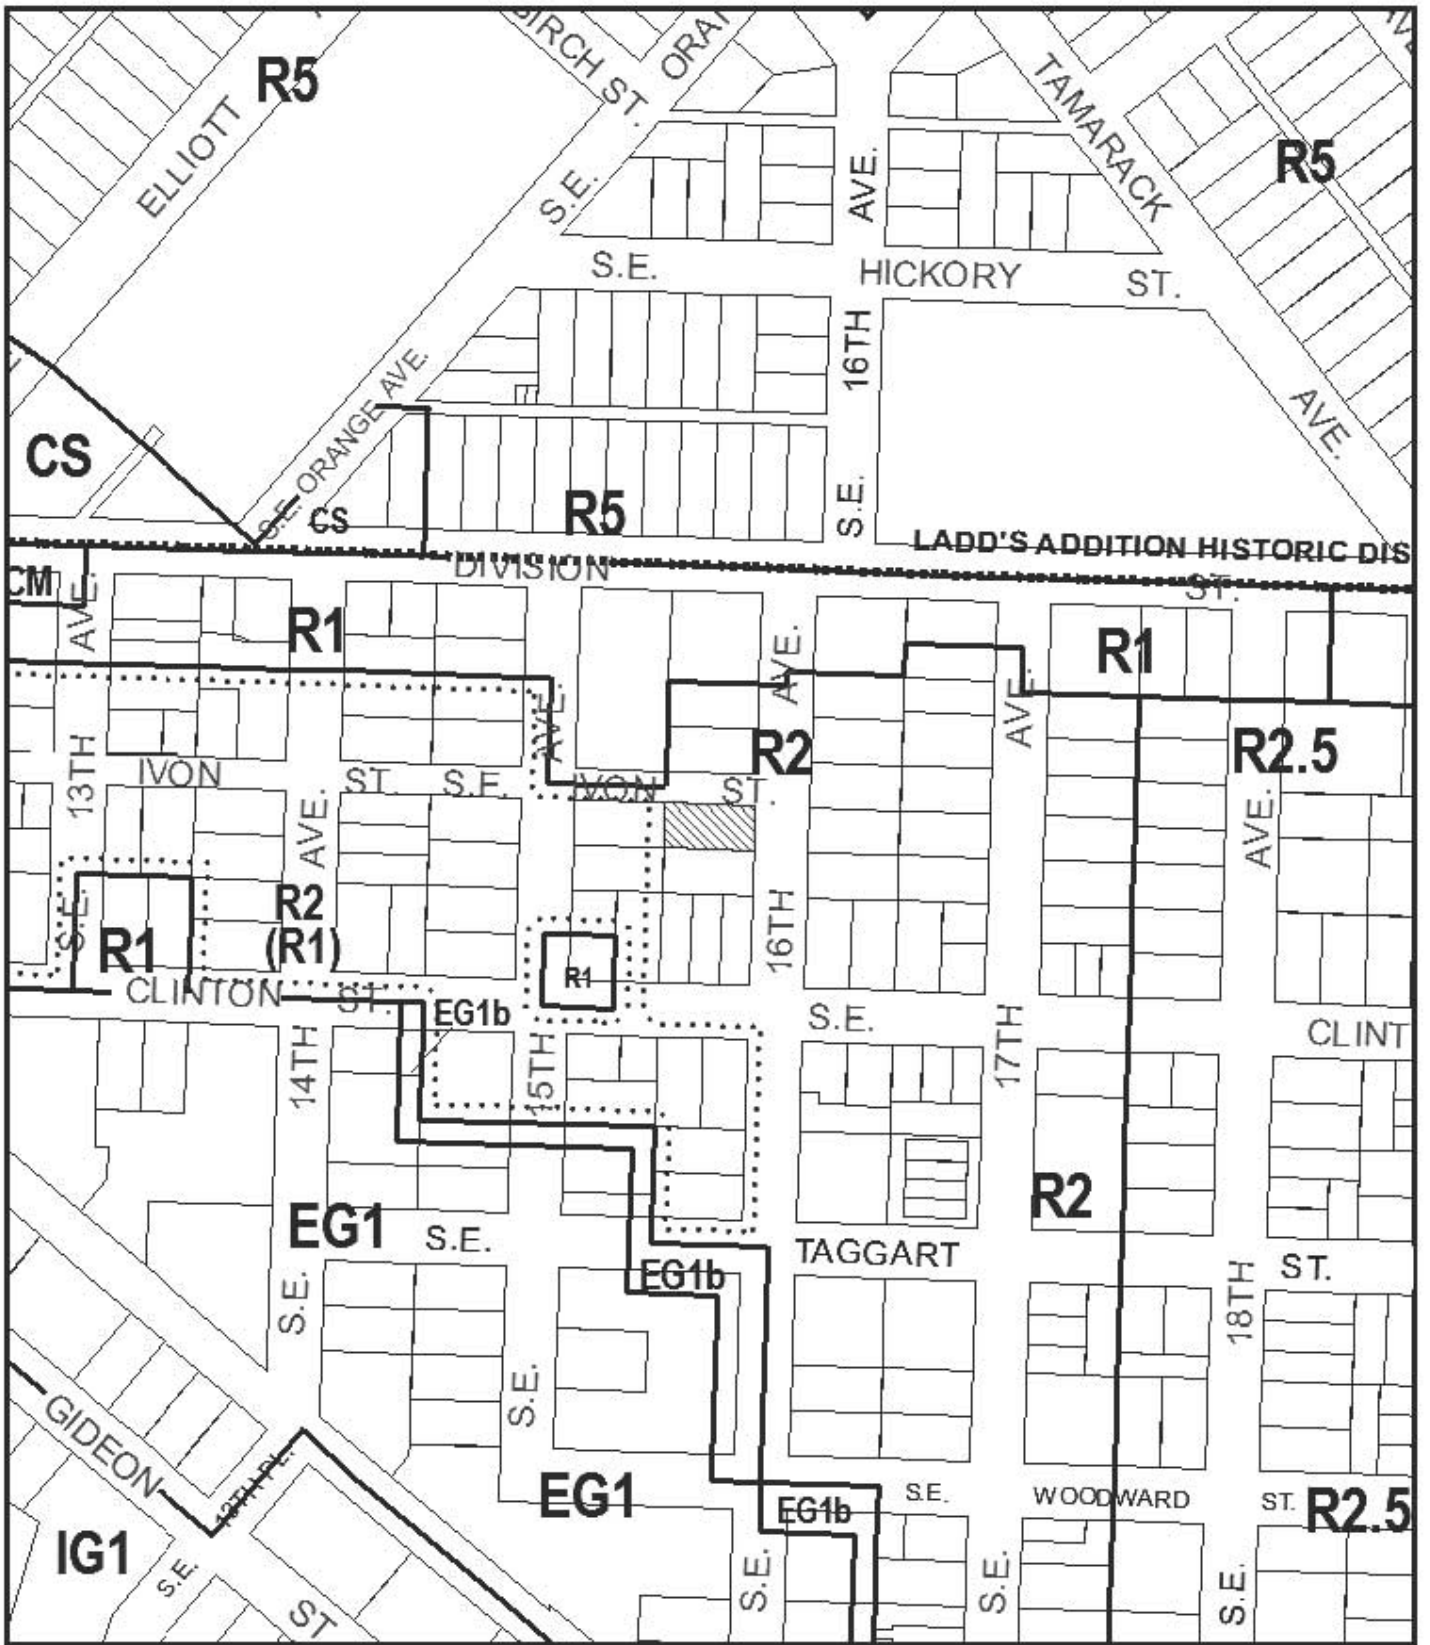 R5
BIRCH ST.
S.E.
ELLIOTT
TAMARACK
AVE.
R5
AVE.
S.E.
HICKORY
ST.
16TH
S.E.
CS
S.E. ORANGE AVE.
CS
R5
LADD'S ADDITION HISTORIC DIS
DIVISION
ST.
CM
AVE.
13TH
S.E.
R1
AVE.
AVE.
AVE.
R1
R2
R2.5
IVON
ST.
S.E.
IVON
ST.
AVE.
AVE.
R2
(R1)
R1
R1
16TH
CLINTON
ST.
EG1b
S.E.
CLINT
14TH
15TH
17TH
R2
EG1
S.E.
TAGGART
ST.
EG1b
S.E.
S.E.
18TH
GIDEON
13TH PL.
EG1
EG1b
S.E.
WOODWARD
ST.
R2.5
IG1
S.E.
ST
S.E.
S.E.
S.E.